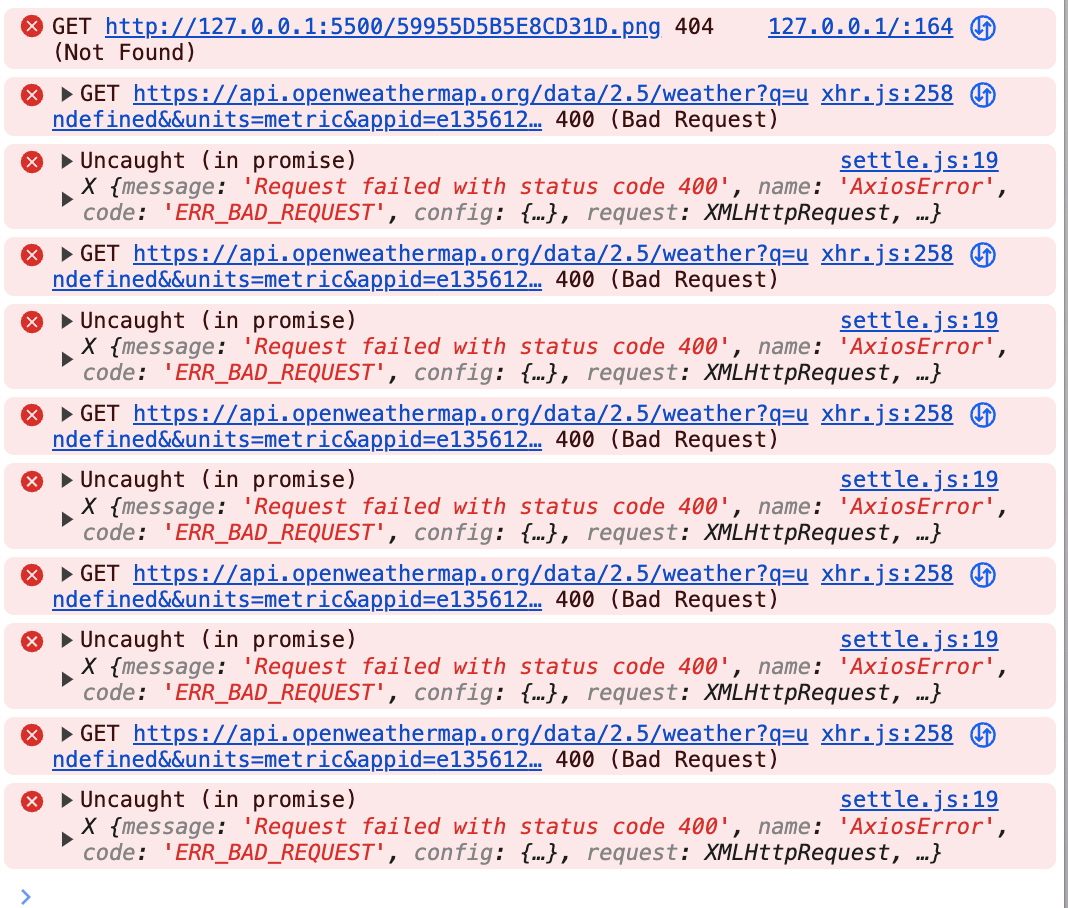 GET http://127.0.0.1:5500/59955D5B5E8CD31D.png 404 127.0.0.1/:164
(Not Found)
GET https://api.openweathermap.org/data/2.5/weather?q=u xhr.js:258
ndefined&&units=metric&appid=e135612… 400 (Bad Request)
Uncaught (in promise) settle.js:19
X {message: 'Request failed with status code 400', name: 'AxiosError',
code: 'ERR_BAD_REQUEST', config: {…}, request: XMLHttpRequest, …}
GET https://api.openweathermap.org/data/2.5/weather?q=u xhr.js:258
ndefined&&units=metric&appid=e135612… 400 (Bad Request)
Uncaught (in promise) settle.js:19
X {message: 'Request failed with status code 400', name: 'AxiosError',
code: 'ERR_BAD_REQUEST', config: {…}, request: XMLHttpRequest, …}
GET https://api.openweathermap.org/data/2.5/weather?q=u xhr.js:258
ndefined&&units=metric&appid=e135612… 400 (Bad Request)
Uncaught (in promise) settle.js:19
X {message: 'Request failed with status code 400', name: 'AxiosError',
code: 'ERR_BAD_REQUEST', config: {…}, request: XMLHttpRequest, …}
GET https://api.openweathermap.org/data/2.5/weather?q=u xhr.js:258
ndefined&&units=metric&appid=e135612… 400 (Bad Request)
Uncaught (in promise) settle.js:19
X {message: 'Request failed with status code 400', name: 'AxiosError',
code: 'ERR_BAD_REQUEST', config: {…}, request: XMLHttpRequest, …}
GET https://api.openweathermap.org/data/2.5/weather?q=u xhr.js:258
ndefined&&units=metric&appid=e135612… 400 (Bad Request)
Uncaught (in promise) settle.js:19
X {message: 'Request failed with status code 400', name: 'AxiosError',
code: 'ERR_BAD_REQUEST', config: {…}, request: XMLHttpRequest, …}